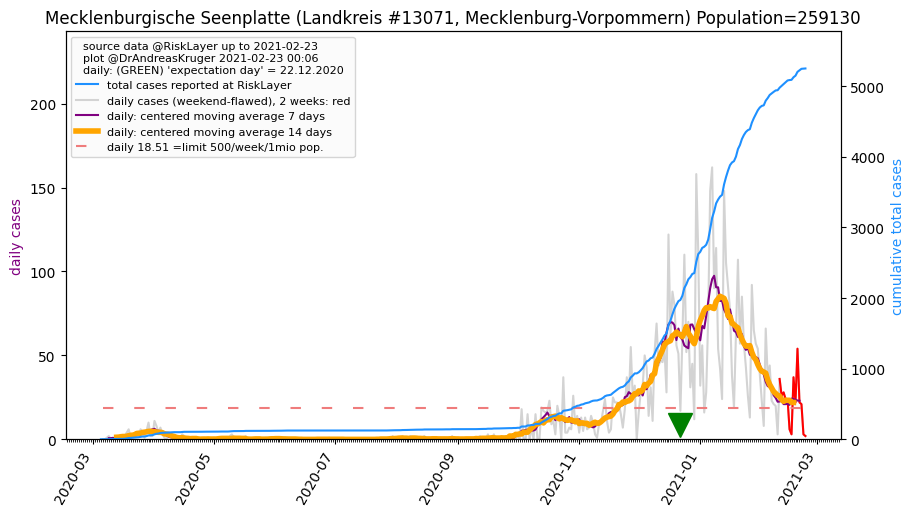 Mecklenburgische Seenplatte (Landkreis #13071, Mecklenburg-Vorpommern) Population=259130
source data @RiskLayer up to 2021-02-23
plot @DrAndreasKruger 2021-02-23 00:06
daily: (GREEN) 'expectation day' = 22.12.2020
total cases reported at RiskLayer
daily cases (weekend-flawed), 2 weeks: red
daily: centered moving average 7 days
daily: centered moving average 14 days
daily 18.51 =limit 500/week/1mio pop.
daily cases
200
150
100
50
0
cumulative total cases
5000
4000
3000
2000
1000
0
2020-03
2020-05
2020-07
2020-09
2020-11
2021-01
2021-03